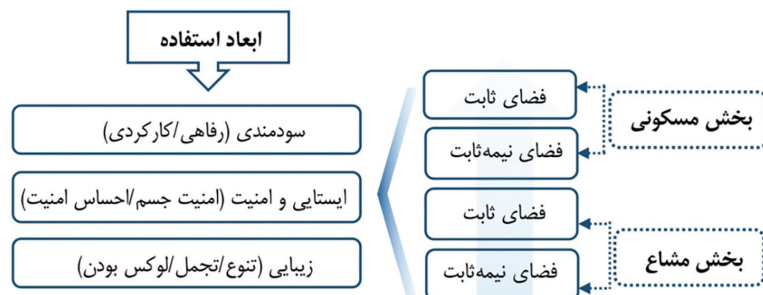 ابعاد استفاده
بخش مسکونی
فضای ثابت
فضای نیمه‌ثابت
بخش مشاع
فضای ثابت
فضای نیمه‌ثابت
سودمندی (رفاهی/کارکردی)
ایستایی و امنیت (امنیت جسم/احساس امنیت)
زیبایی (تنوع/تجمل/لوکس بودن)